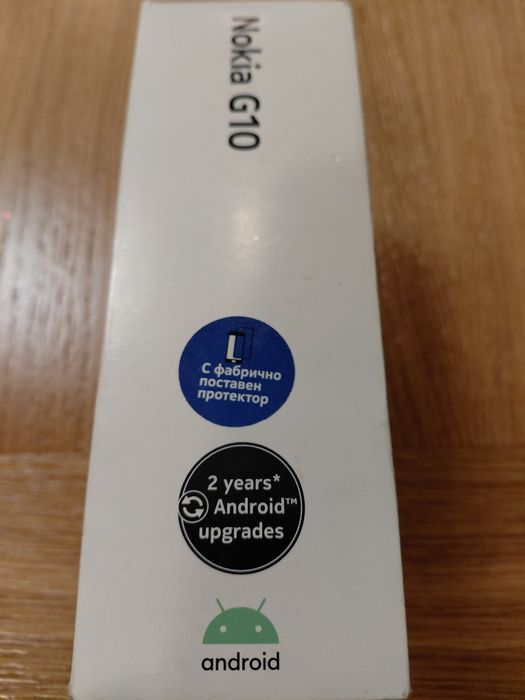 Nokia G10
С фабрично
поставен
протектор
2 years*
Android™
upgrades
android